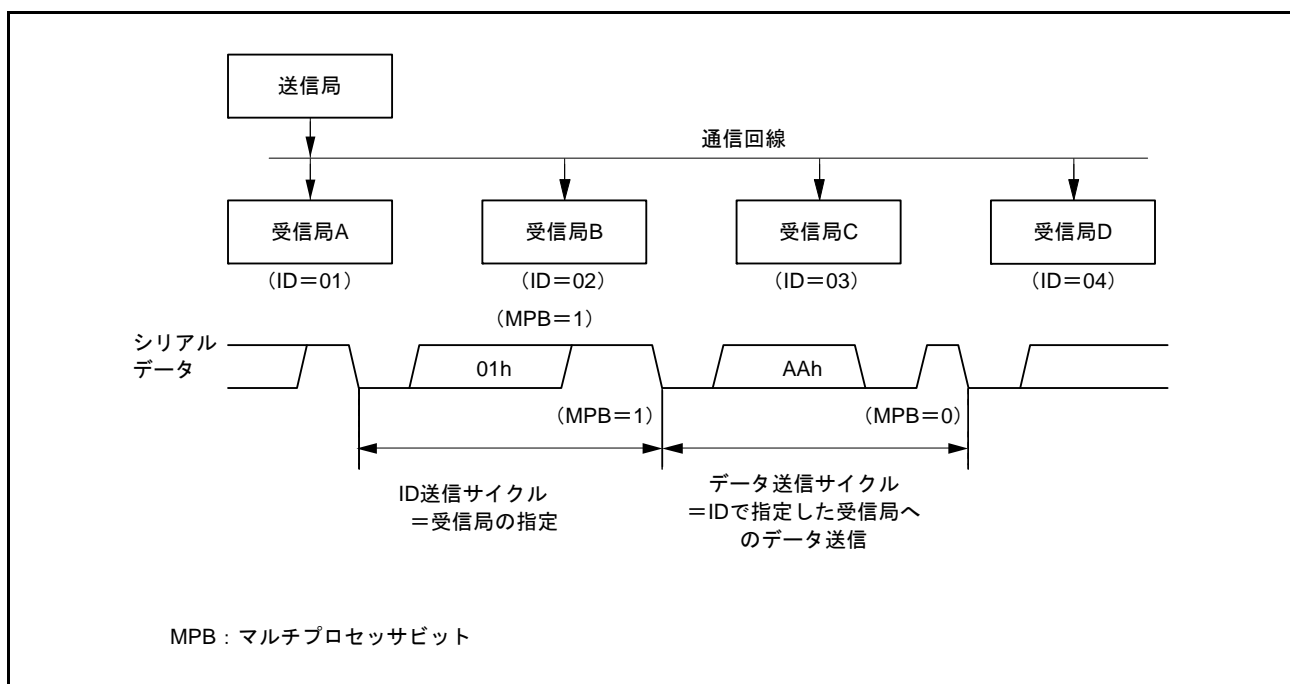 送信局
通信回線
受信局A
受信局B
受信局C
受信局D
(ID=01)
(ID=02)
(ID=03)
(ID=04)
(MPB=1)
シリアル
データ
01h
AAh
(MPB=1)
(MPB=0)
ID送信サイクル
=受信局の指定
データ送信サイクル
=IDで指定した受信局へ
のデータ送信
MPB:マルチプロセッサビット